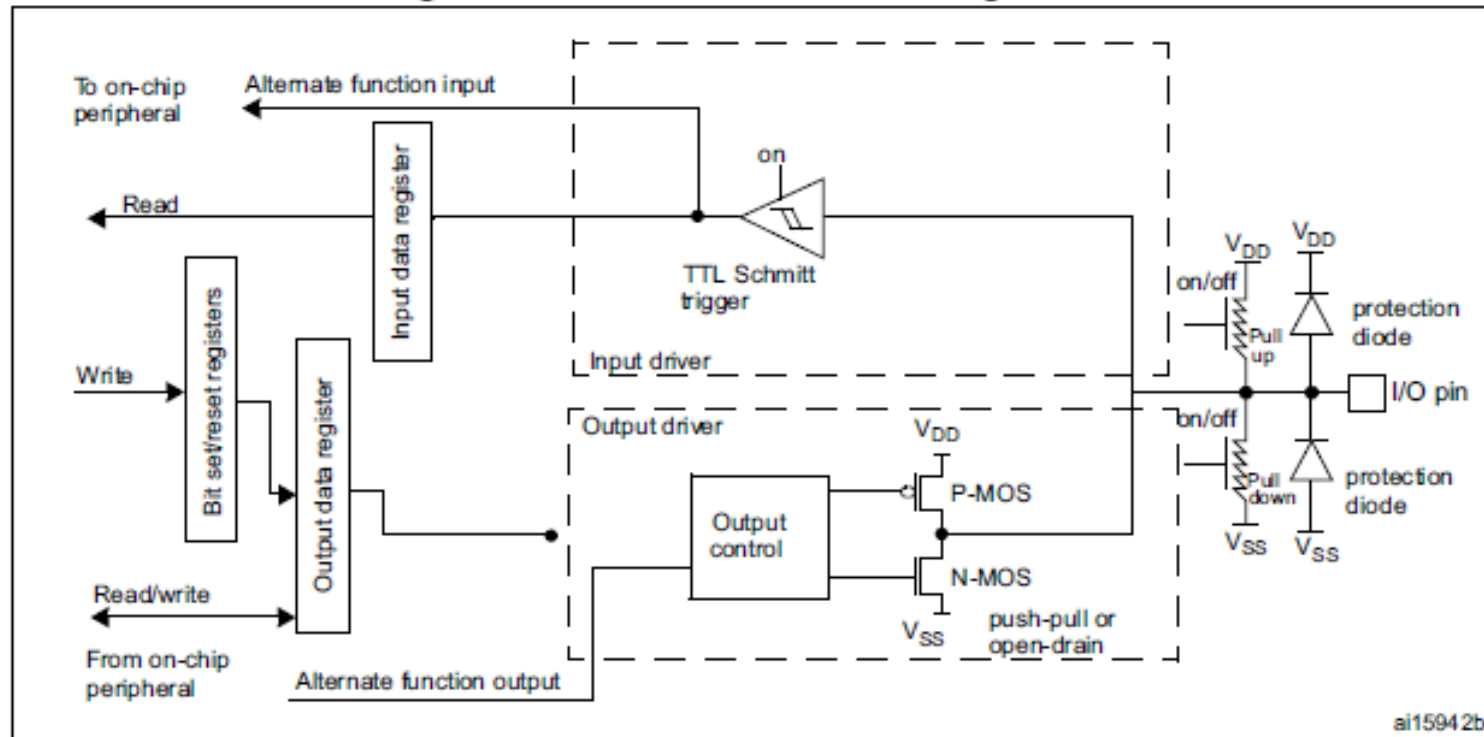 To on-chip
peripheral
Alternate function input
on
Read
Input data register
TTL Schmitt
trigger
Input driver
Write
Bit set/reset registers
Output data register
Read/write
From on-chip
peripheral
Alternate function output
Output driver
Output
control
VDD
P-MOS
N-MOS
VSS
push-pull or
open-drain
VDD
on/off
Pull
up
VDD
protection
diode
I/O pin
on/off
Pull
down
VSS
protection
diode
VSS
ai15942b